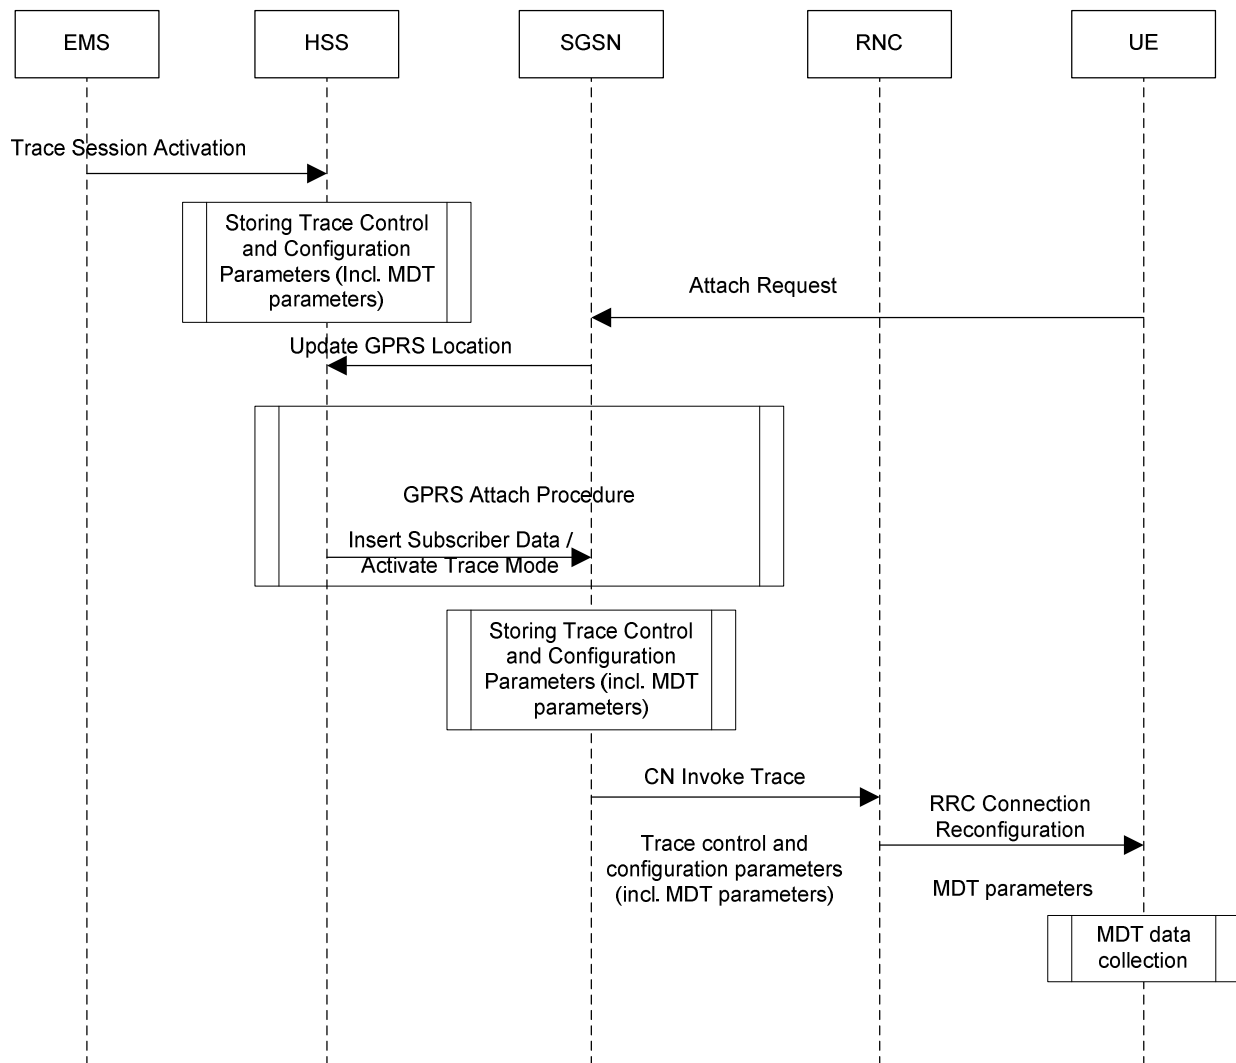 EMS
HSS
SGSN
RNC
UE
Trace Session Activation
Storing Trace Control
and Configuration
Parameters (Incl. MDT
parameters)
Attach Request
Update GPRS Location
GPRS Attach Procedure
Insert Subscriber Data /
Activate Trace Mode
Storing Trace Control
and Configuration
Parameters (incl. MDT
parameters)
CN Invoke Trace
RRC Connection
Reconfiguration
Trace control and
configuration parameters
(incl. MDT parameters)
MDT parameters
MDT data
collection